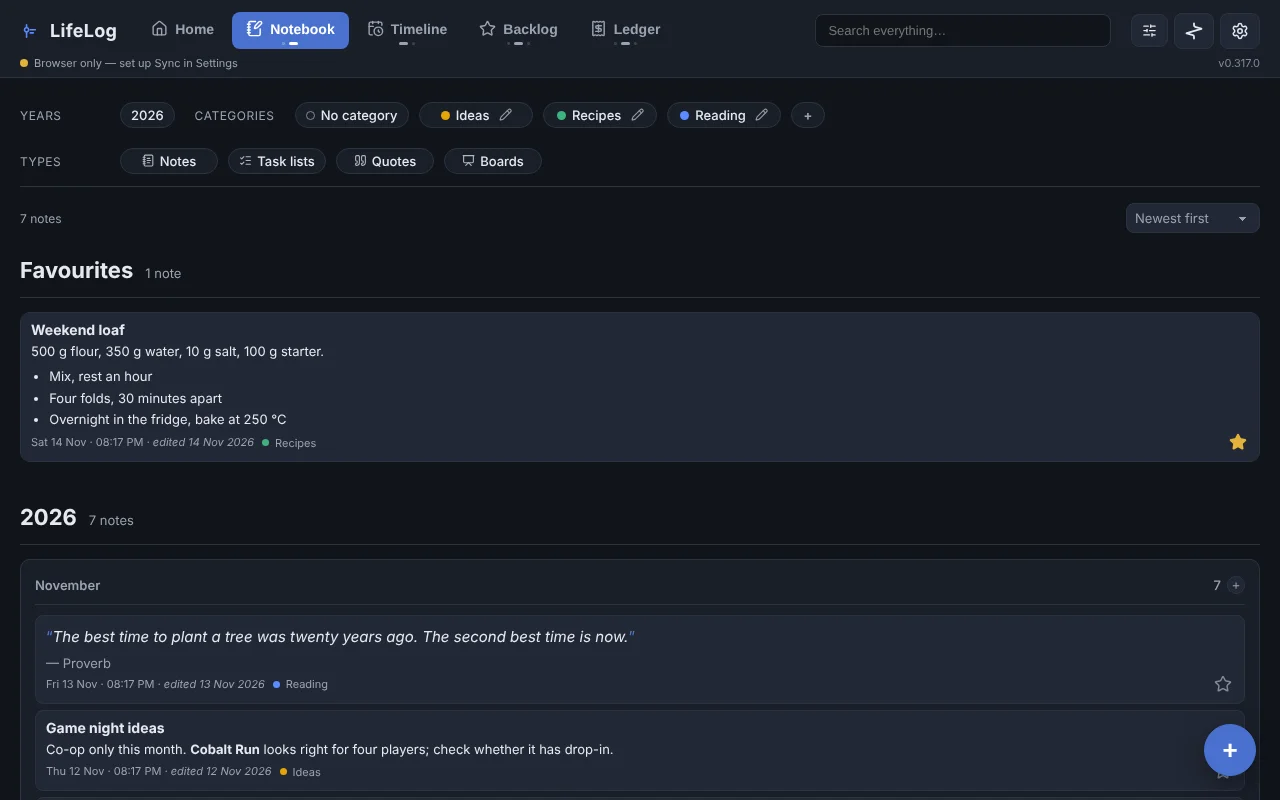 LifeLog
Home
Notebook
Timeline
Backlog
Ledger
Search everything…
Browser only — set up Sync in Settings
v0.317.0
YEARS
2026
CATEGORIES
No category
Ideas
Recipes
Reading
+
TYPES
Notes
Task lists
Quotes
Boards
7 notes
Newest first
Favourites 1 note
Weekend loaf
500 g flour, 350 g water, 10 g salt, 100 g starter.
• Mix, rest an hour
• Four folds, 30 minutes apart
• Overnight in the fridge, bake at 250 °C
Sat 14 Nov · 08:17 PM · edited 14 Nov 2026 Recipes
2026 7 notes
November
7 +
“The best time to plant a tree was twenty years ago. The second best time is now.”
— Proverb
Fri 13 Nov · 08:17 PM · edited 13 Nov 2026 Reading
Game night ideas
Co-op only this month. Cobalt Run looks right for four players; check whether it has drop-in.
Thu 12 Nov · 08:17 PM · edited 12 Nov 2026 Ideas
+